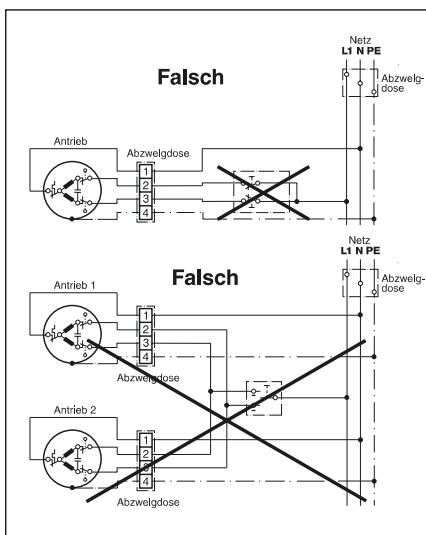 Netz
L1 N PE
Falsch
Abzweig-
dose
Antrieb
Abzweigdose
1
2
3
4
Netz
L1 N PE
Falsch
Abzweig-
dose
Antrieb 1
1
2
3
4
Abzweigdose
Antrieb 2
1
2
3
4
Abzweigdose